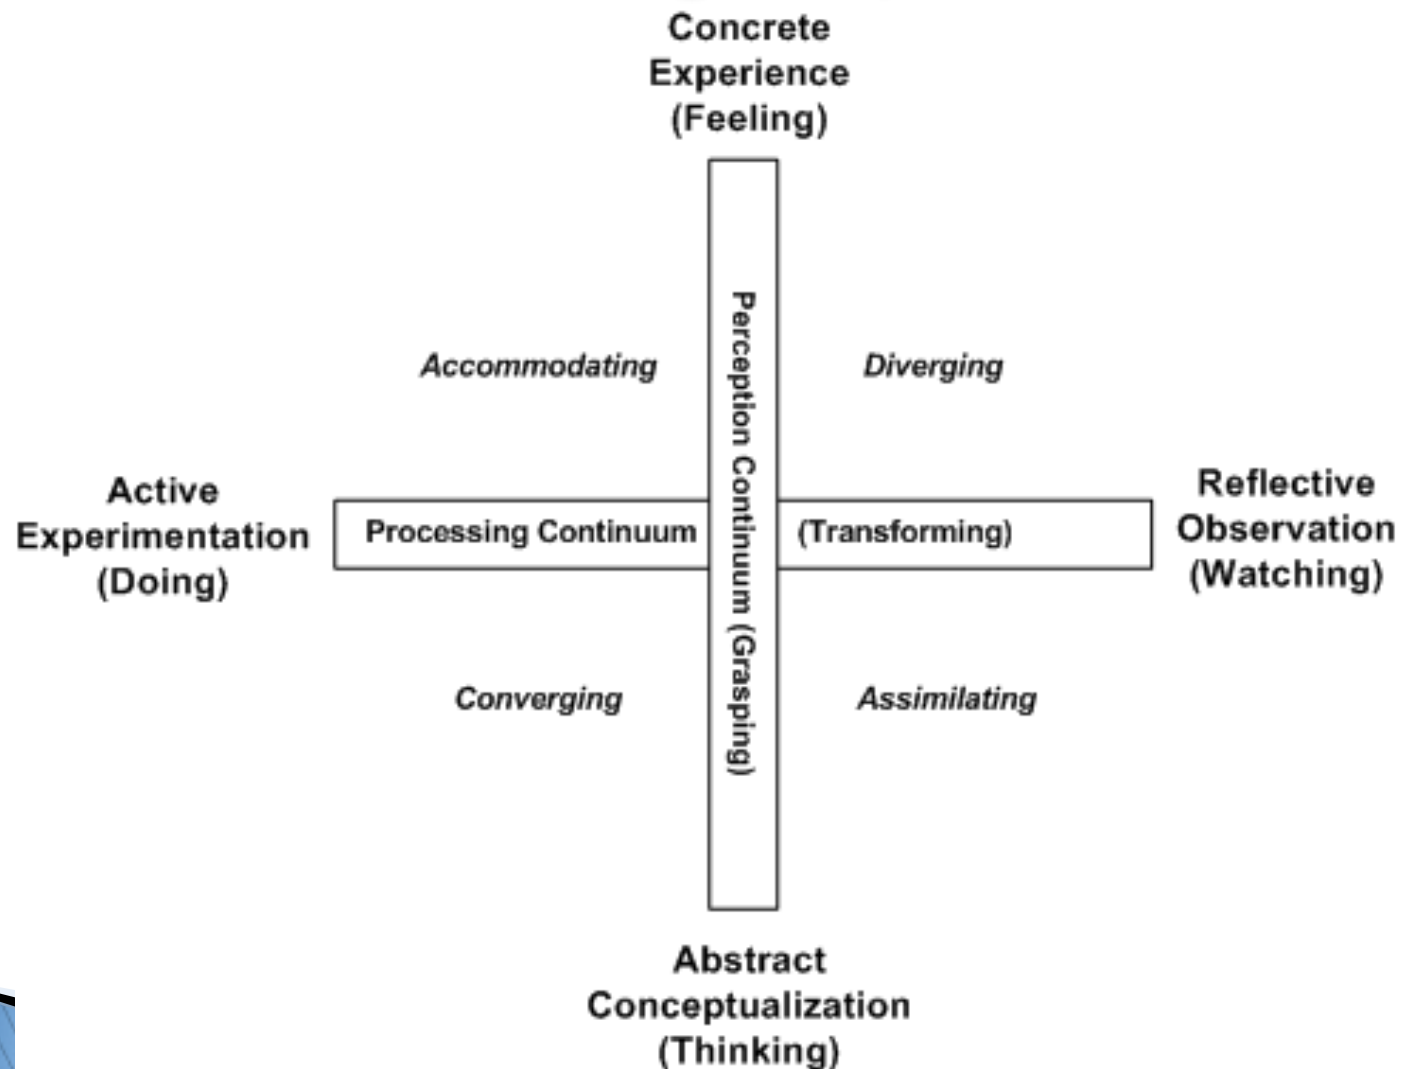 Concrete
Experience
(Feeling)
Perception Continuum (Grasping)
Accommodating
Diverging
Active
Experimentation
(Doing)
Processing Continuum
(Transforming)
Reflective
Observation
(Watching)
Converging
Assimilating
Abstract
Conceptualization
(Thinking)